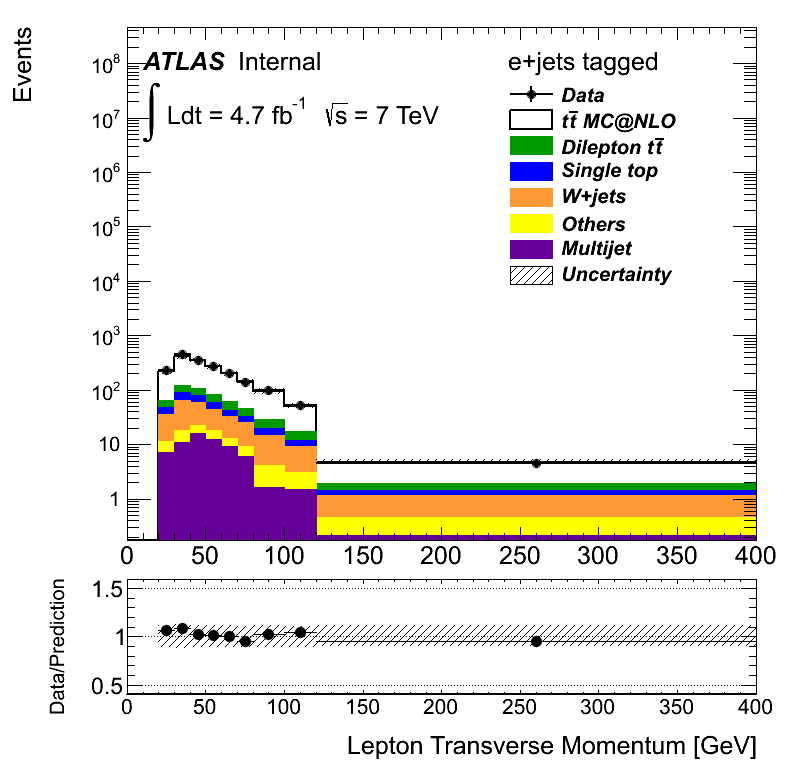 Events
ATLAS Internal
∫ Ldt = 4.7 fb⁻¹ √s = 7 TeV
e+jets tagged
Data
tt̄ MC@NLO
Dilepton tt̄
Single top
W+jets
Others
Multijet
Uncertainty
10⁸
10⁷
10⁶
10⁵
10⁴
10³
10²
10
1
0 50 100 150 200 250 300 350 400
Data/Prediction
1.5
1
0.5
0 50 100 150 200 250 300 350 400
Lepton Transverse Momentum [GeV]